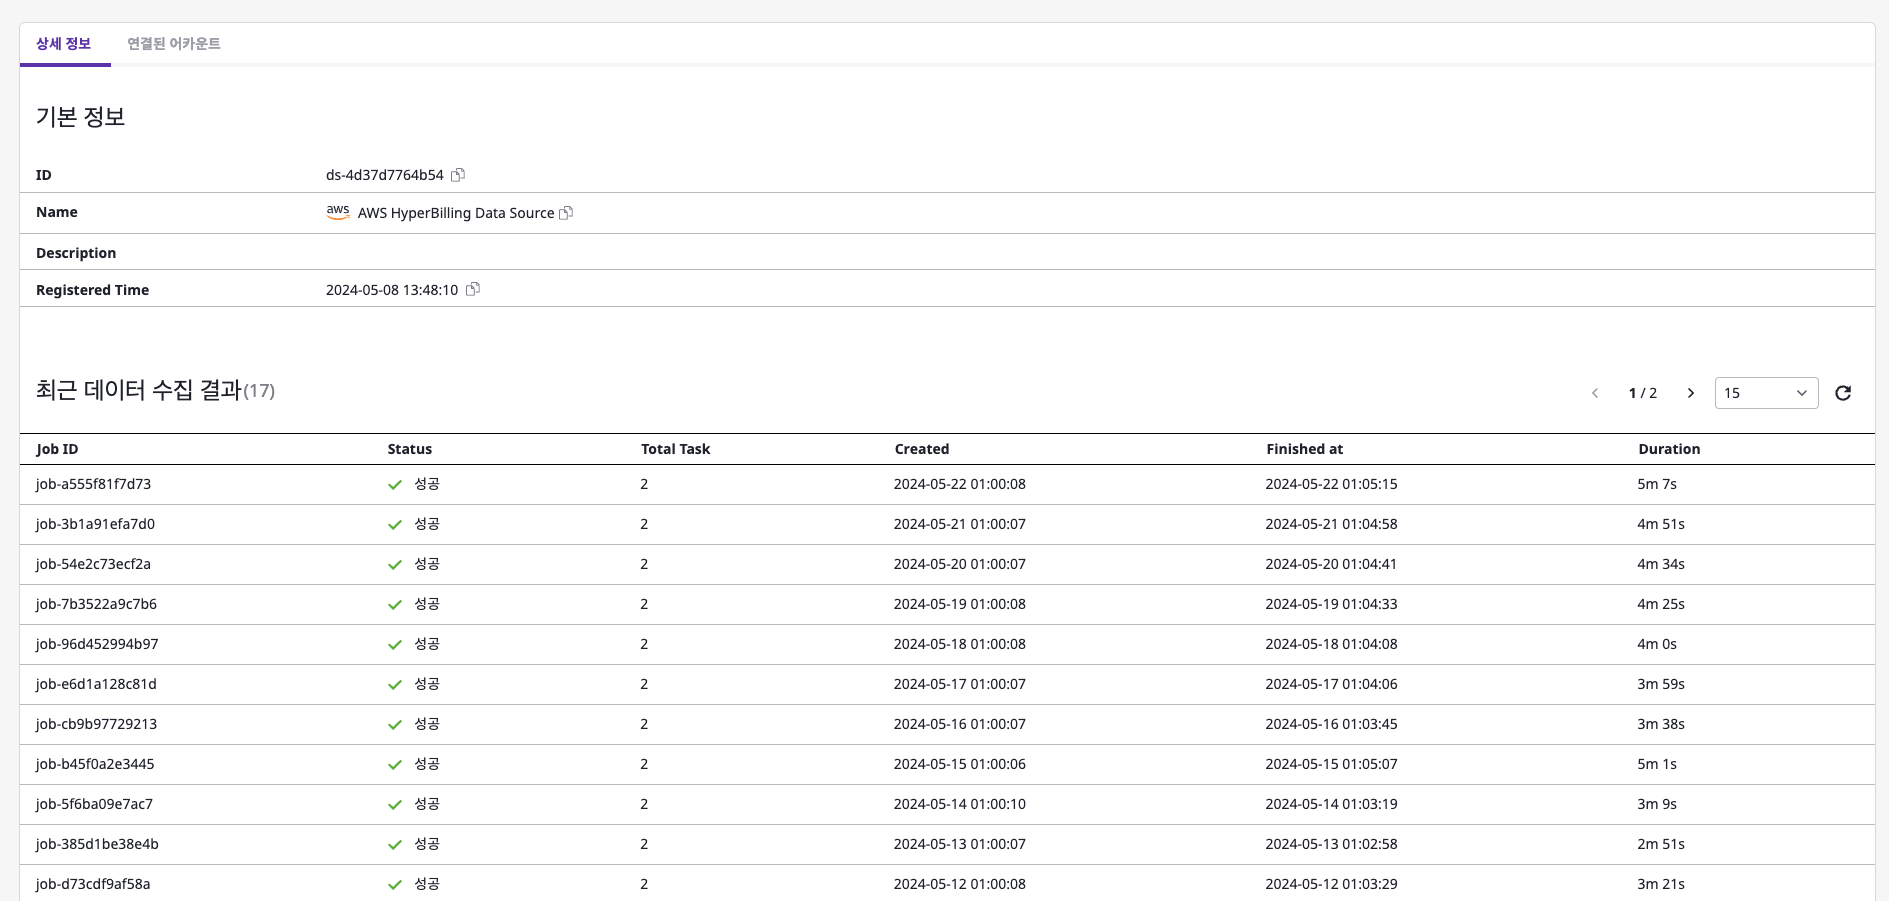 상세 정보 연결된 어카운트
기본 정보
ID ds-4d37d7764b54
Name aws AWS HyperBilling Data Source
Description
Registered Time 2024-05-08 13:48:10
최근 데이터 수집 결과(17) 1 / 2 15
Job ID Status Total Task Created Finished at Duration
job-a555f81f7d73 성공 2 2024-05-22 01:00:08 2024-05-22 01:05:15 5m 7s
job-3b1a91efa7d0 성공 2 2024-05-21 01:00:07 2024-05-21 01:04:58 4m 51s
job-54e2c73ecf2a 성공 2 2024-05-20 01:00:07 2024-05-20 01:04:41 4m 34s
job-7b3522a9c7b6 성공 2 2024-05-19 01:00:08 2024-05-19 01:04:33 4m 25s
job-96d452994b97 성공 2 2024-05-18 01:00:08 2024-05-18 01:04:08 4m 0s
job-e6d1a128c81d 성공 2 2024-05-17 01:00:07 2024-05-17 01:04:06 3m 59s
job-cb9b97729213 성공 2 2024-05-16 01:00:07 2024-05-16 01:03:45 3m 38s
job-b45f0a2e3445 성공 2 2024-05-15 01:00:06 2024-05-15 01:05:07 5m 1s
job-5f6ba09e7ac7 성공 2 2024-05-14 01:00:10 2024-05-14 01:03:19 3m 9s
job-385d1be38e4b 성공 2 2024-05-13 01:00:07 2024-05-13 01:02:58 2m 51s
job-d73cdf9af58a 성공 2 2024-05-12 01:00:08 2024-05-12 01:03:29 3m 21s